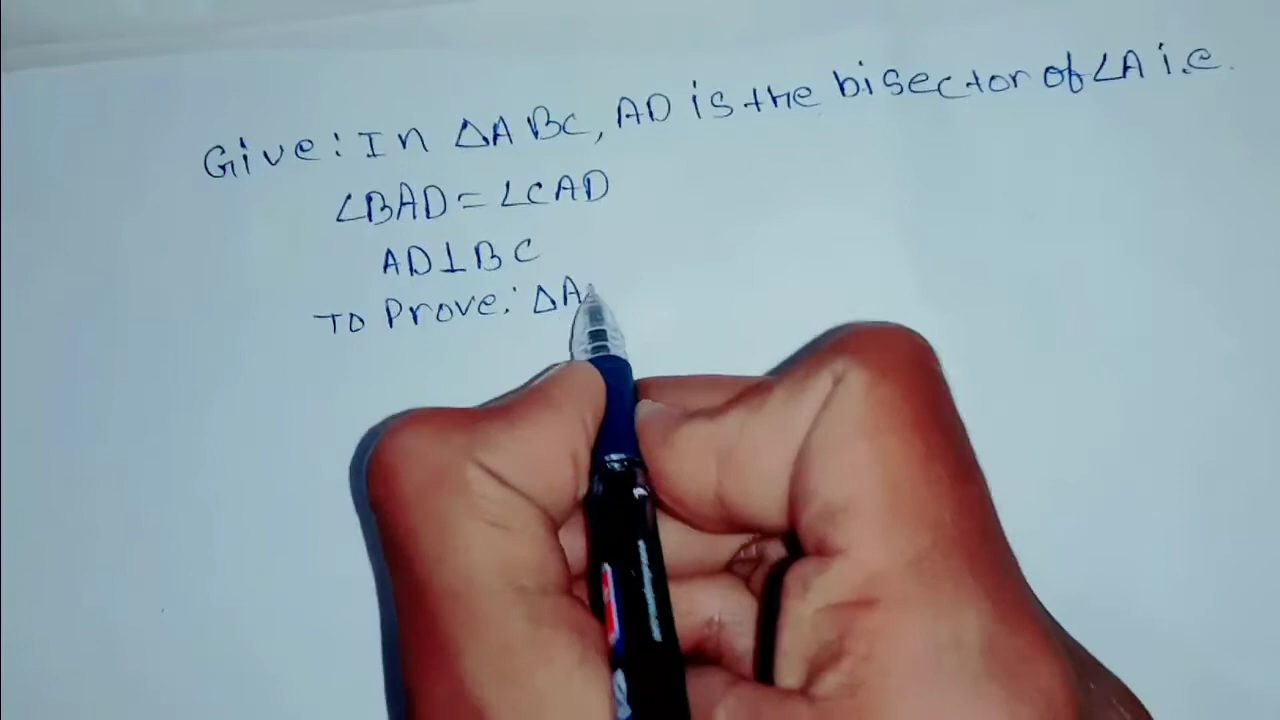 Give: In ΔABC, AD is the bisector of ∠A i.e.
∠BAD = ∠CAD
AD⊥BC
To Prove: ΔA